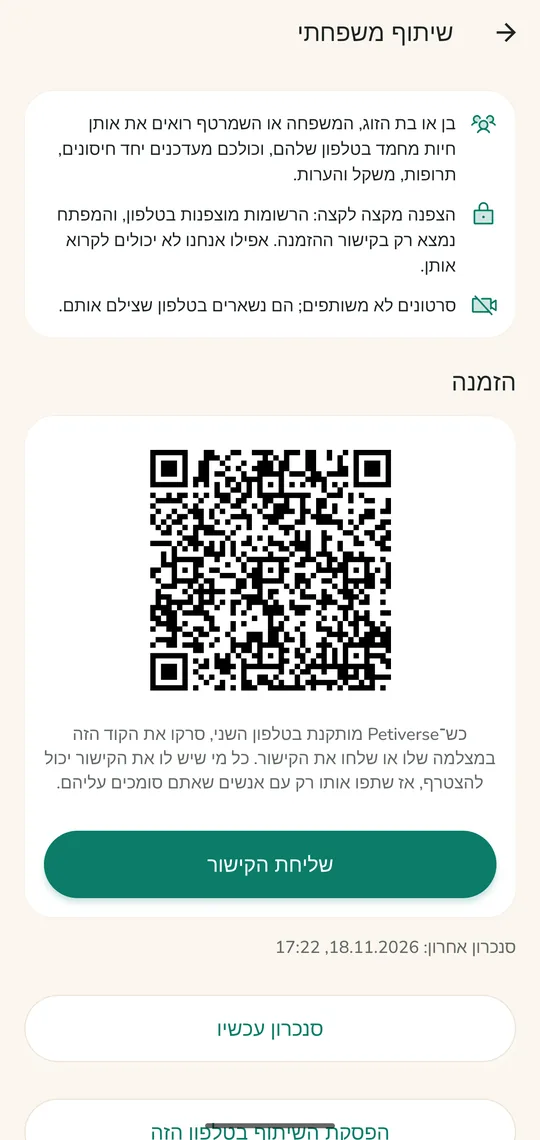 שיתוף משפחתי
בן או בת הזוג, המשפחה או השמרטף רואים את אותן
חיות מחמד בטלפון שלהם, וכולכם מעדכנים יחד חיסונים,
תרופות, משקל והערות.
הצפנה מקצה לקצה: הרשומות מוצפנות בטלפון, והמפתח
נמצא רק בקישור ההזמנה. אפילו אנחנו לא יכולים לקרוא
אותן.
סרטונים לא משותפים; הם נשארים בטלפון שצילם אותם.
הזמנה
כש־Petiverse מותקנת בטלפון השני, סרקו את הקוד הזה
במצלמה שלו או שלחו את הקישור. כל מי שיש לו את הקישור יכול
להצטרף, אז שתפו אותו רק עם אנשים שאתם סומכים עליהם.
שליחת הקישור
סנכרון אחרון: 18.11.2026, 17:22
סנכרון עכשיו
הפסקת השיתוף בטלפון הזה